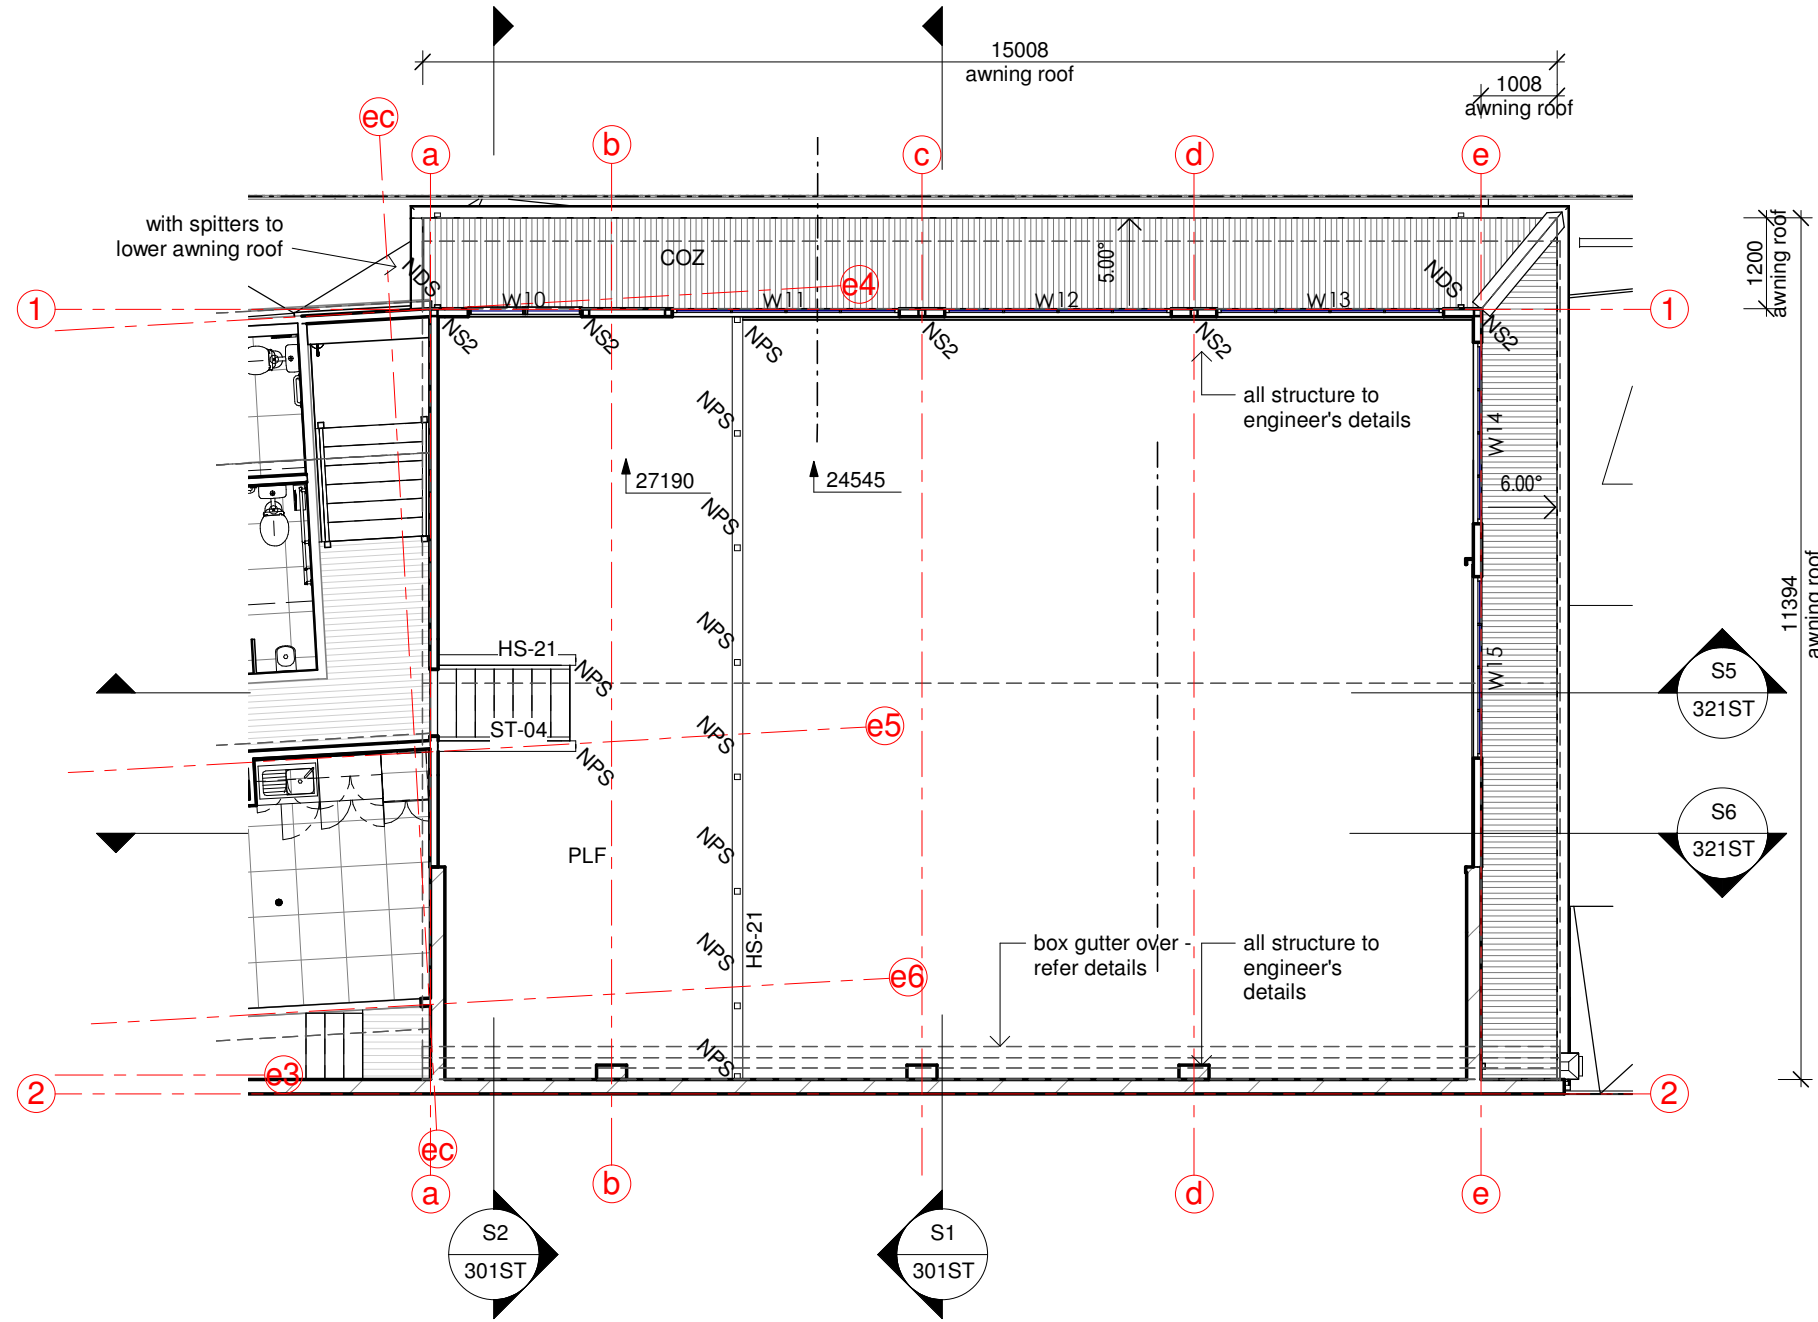 15008
awning roof
1008
awning roof
ec
a
b
c
d
e
with spitters to
lower awning roof
COZ
5.00°
1200
awning roof
NDS
NDS
e4
1
W10
W11
W12
W13
1
NS2
NS2
NPS
NS2
NS2
NS2
all structure to
engineer's details
NPS
W14
27190
24545
6.00°
NPS
11394
awning roof
NPS
HS-21
NPS
W15
S5
321ST
ST-04
NPS
e5
NPS
S6
321ST
NPS
PLF
HS-21
NPS
box gutter over -
refer details
all structure to
engineer's
details
e6
NPS
e3
2
2
ec
a
b
d
e
S2
301ST
S1
301ST